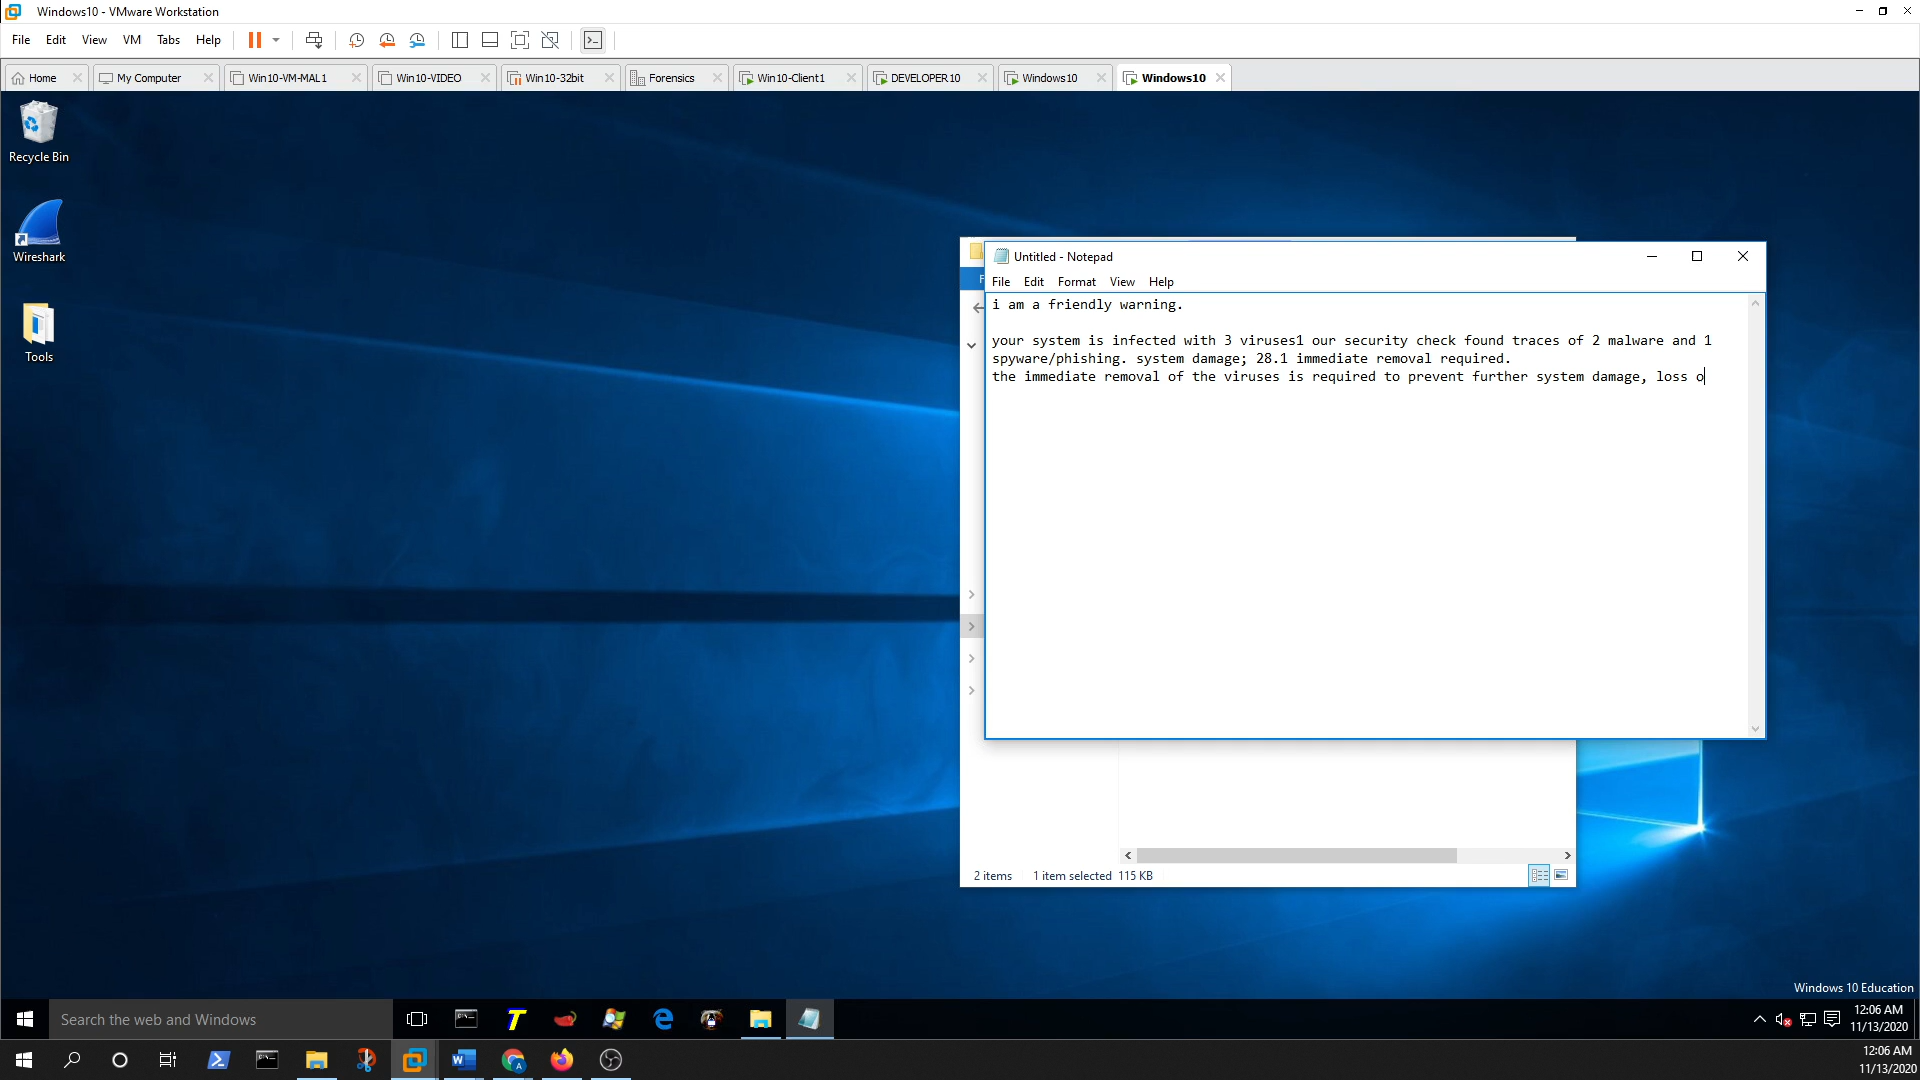 Windows10 - VMware Workstation
File Edit View VM Tabs Help
Home My Computer Win10-VM-MAL1 Win10-VIDEO Win10-32bit Forensics Win10-Client1 DEVELOPER10 Windows10 Windows10
Recycle Bin
Wireshark
Tools
Untitled - Notepad
File Edit Format View Help
i am a friendly warning.
your system is infected with 3 viruses1 our security check found traces of 2 malware and 1
spyware/phishing. system damage; 28.1 immediate removal required.
the immediate removal of the viruses is required to prevent further system damage, loss o
2 items 1 item selected 115 KB
Windows 10 Education
Search the web and Windows
12:06 AM
11/13/2020
12:06 AM
11/13/2020